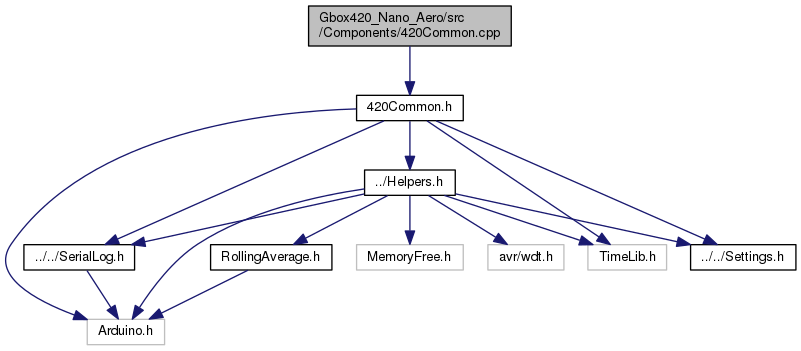 Gbox420_Nano_Aero/src
/Components/420Common.cpp
420Common.h
../Helpers.h
../../SerialLog.h
RollingAverage.h
MemoryFree.h
avr/wdt.h
TimeLib.h
../../Settings.h
Arduino.h